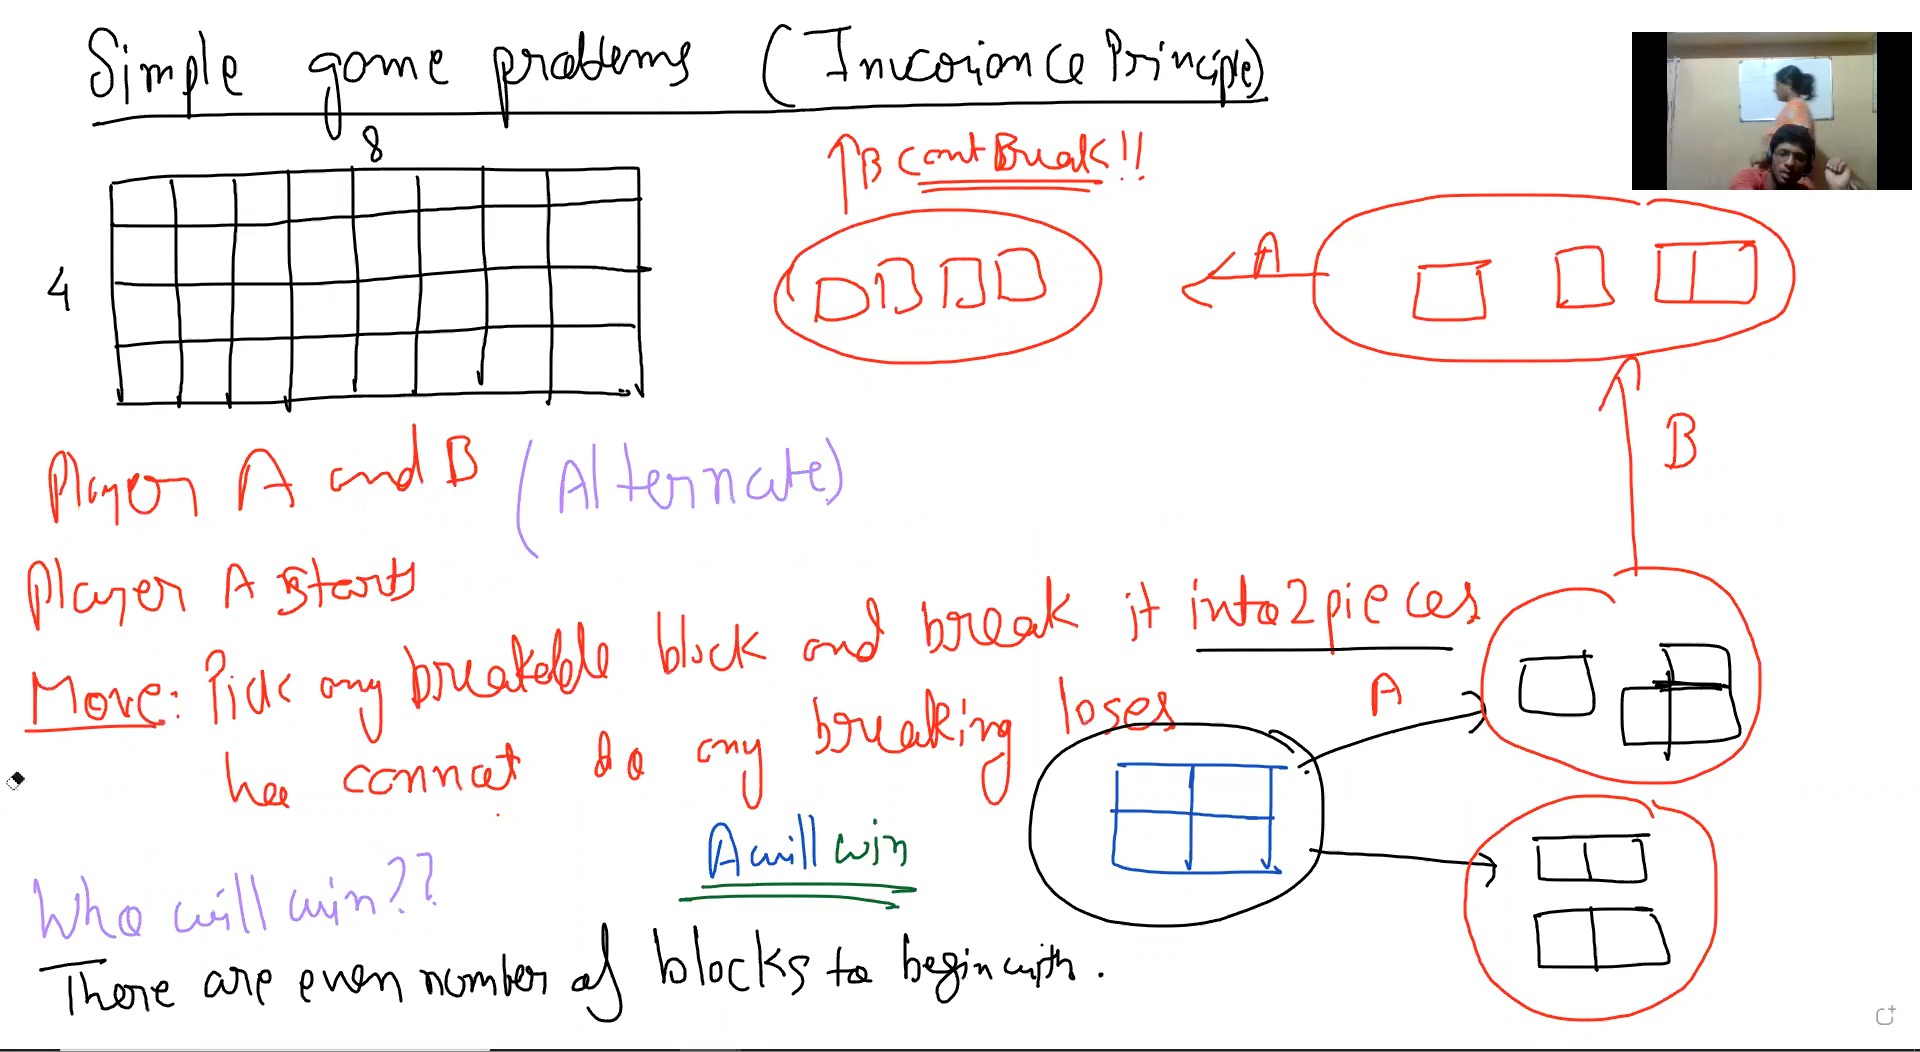 Simple game problems (Invariance Principle)
8
4
B can't Break!!
A
B
Player A and B (Alternate)
Player A starts
Move: Pick any breakable block and break it into 2 pieces
he cannot do any breaking loses
A
A will win
Who will win??
There are even number of blocks to begin with.